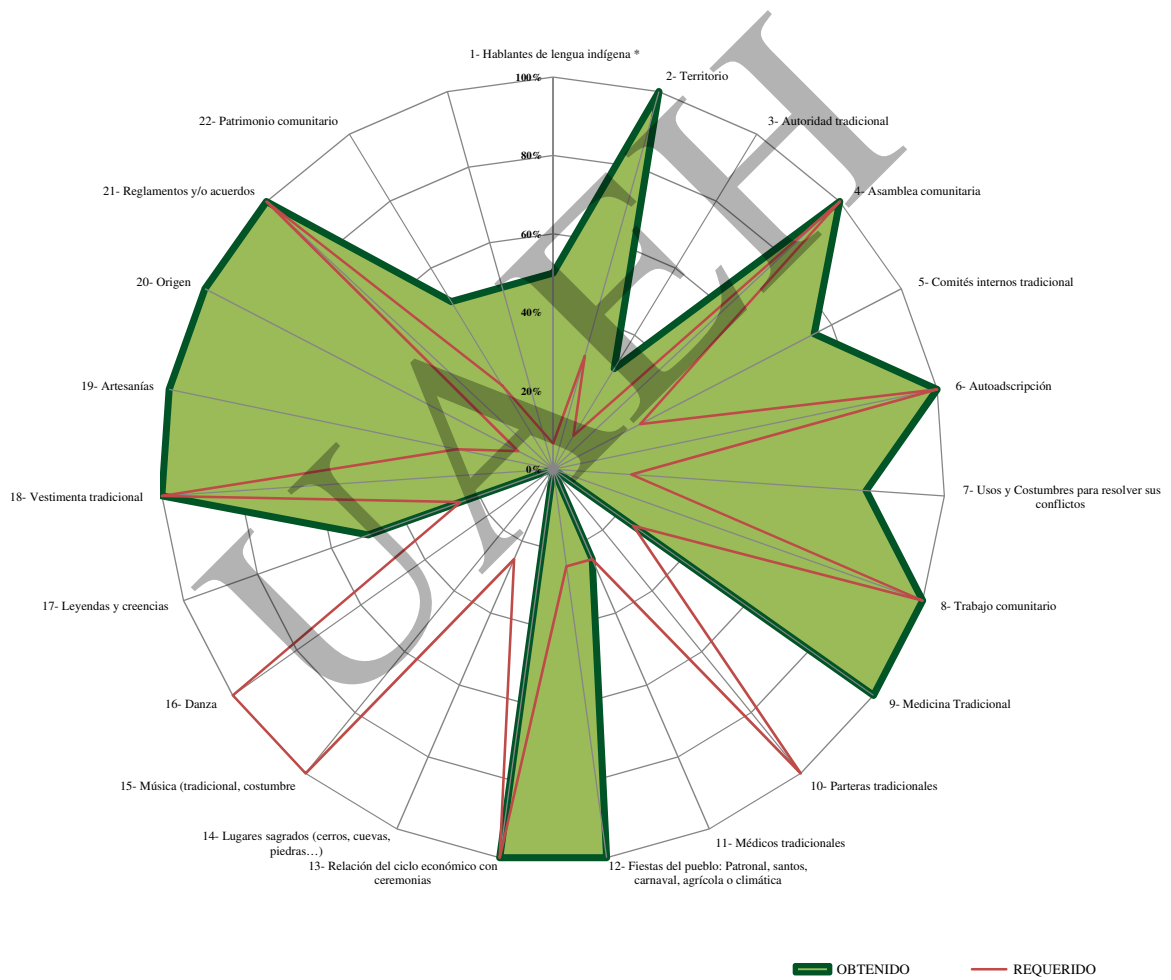 1- Hablantes de lengua indígena *
100%
2- Territorio
3- Autoridad tradicional
22- Patrimonio comunitario
80%
4- Asamblea comunitaria
21- Reglamentos y/o acuerdos
60%
5- Comités internos tradicional
20- Origen
40%
6- Autoadscripción
19- Artesanías
20%
0%
7- Usos y Costumbres para resolver sus
conflictos
18- Vestimenta tradicional
8- Trabajo comunitario
17- Leyendas y creencias
9- Medicina Tradicional
16- Danza
10- Parteras tradicionales
15- Música (tradicional, costumbre
11- Médicos tradicionales
14- Lugares sagrados (cerros, cuevas,
piedras…)
13- Relación del ciclo económico con
ceremonias
12- Fiestas del pueblo: Patronal, santos,
carnaval, agrícola o climática
UAEH
OBTENIDO
REQUERIDO